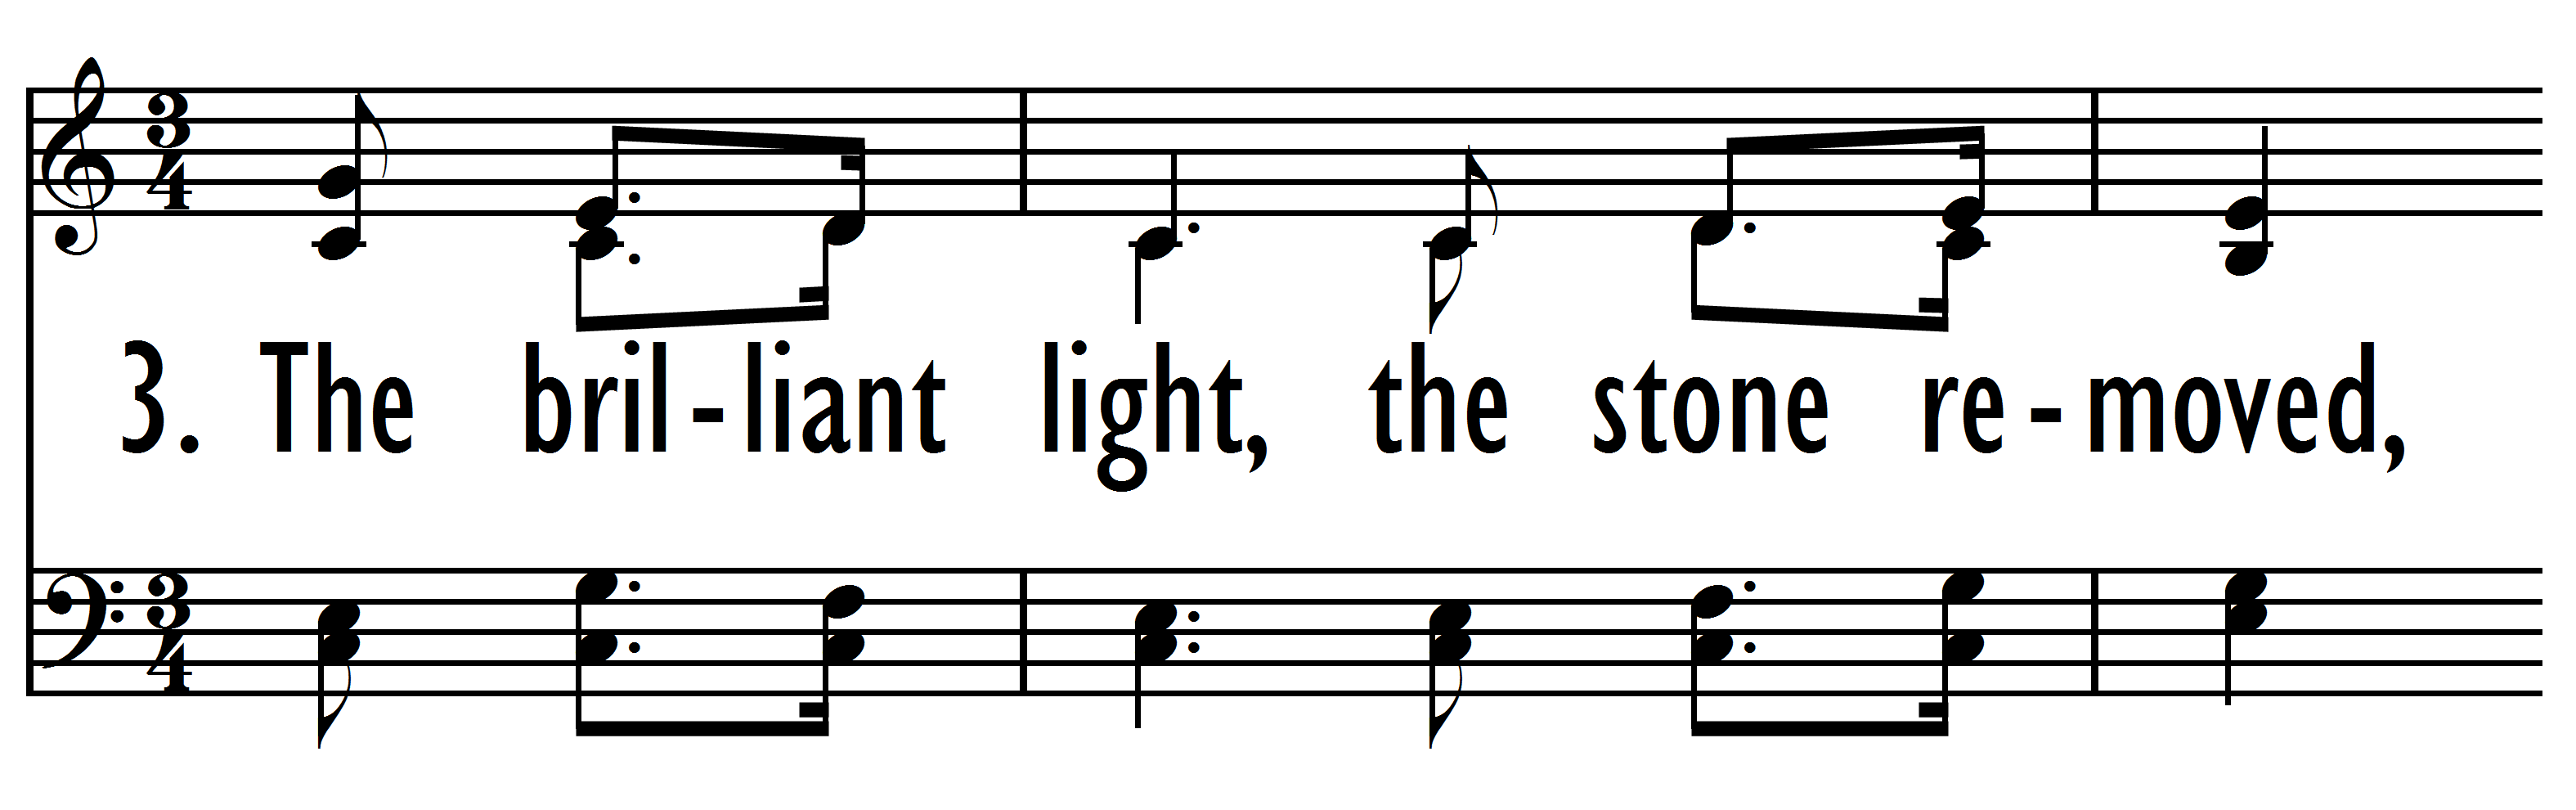 3. The bril-liant light, the stone re-moved,